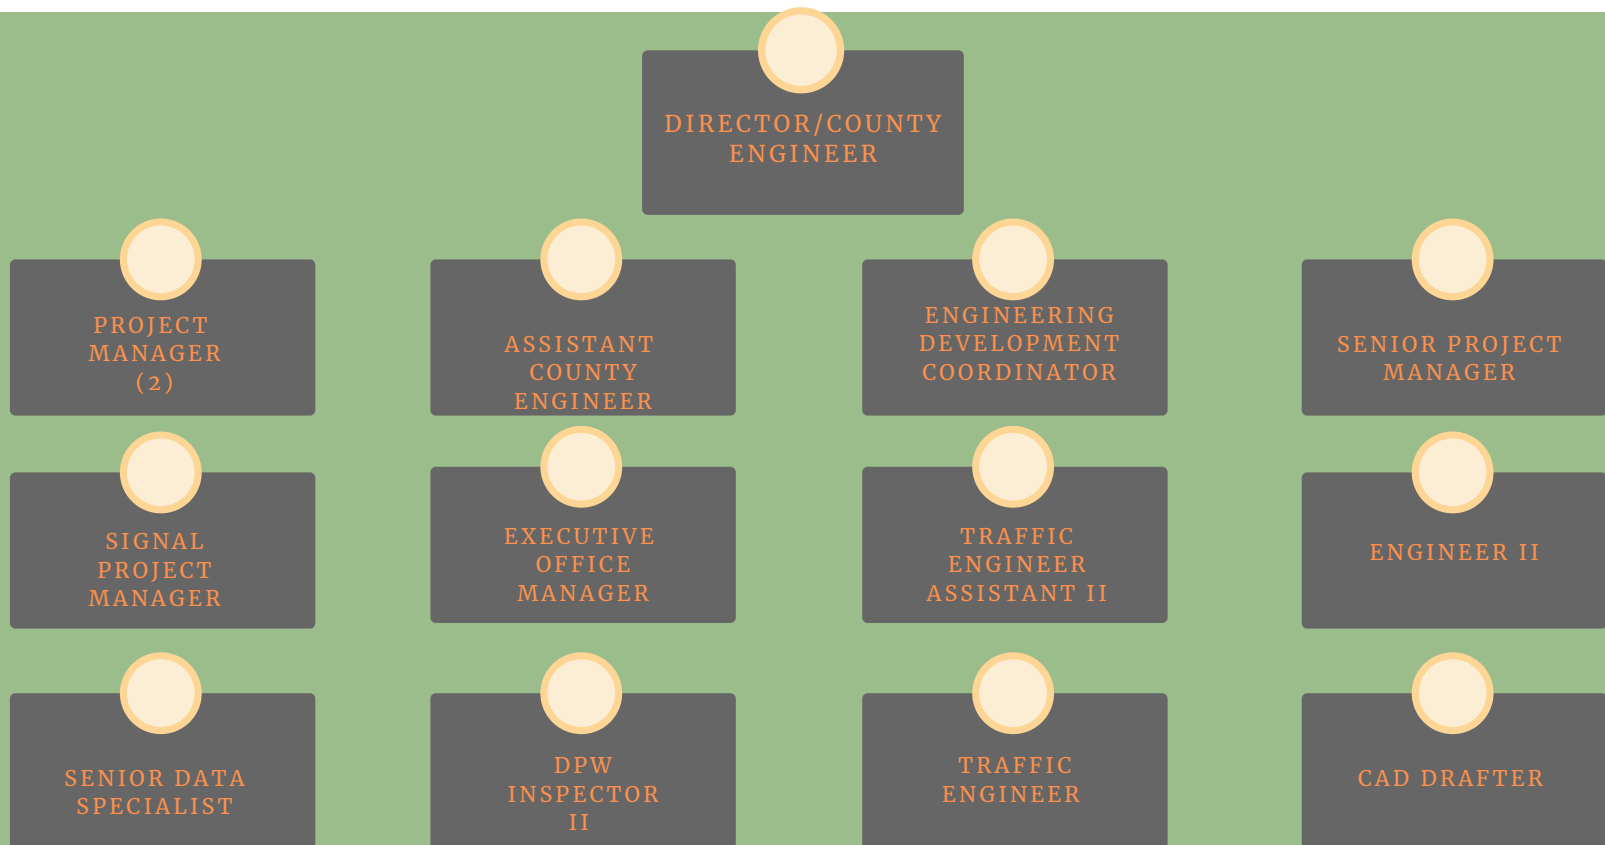 DIRECTOR/COUNTY
ENGINEER
PROJECT
MANAGER
(2)
ASSISTANT
COUNTY
ENGINEER
ENGINEERING
DEVELOPMENT
COORDINATOR
SENIOR PROJECT
MANAGER
SIGNAL
PROJECT
MANAGER
EXECUTIVE
OFFICE
MANAGER
TRAFFIC
ENGINEER
ASSISTANT II
ENGINEER II
SENIOR DATA
SPECIALIST
DPW
INSPECTOR
II
TRAFFIC
ENGINEER
CAD DRAFTER